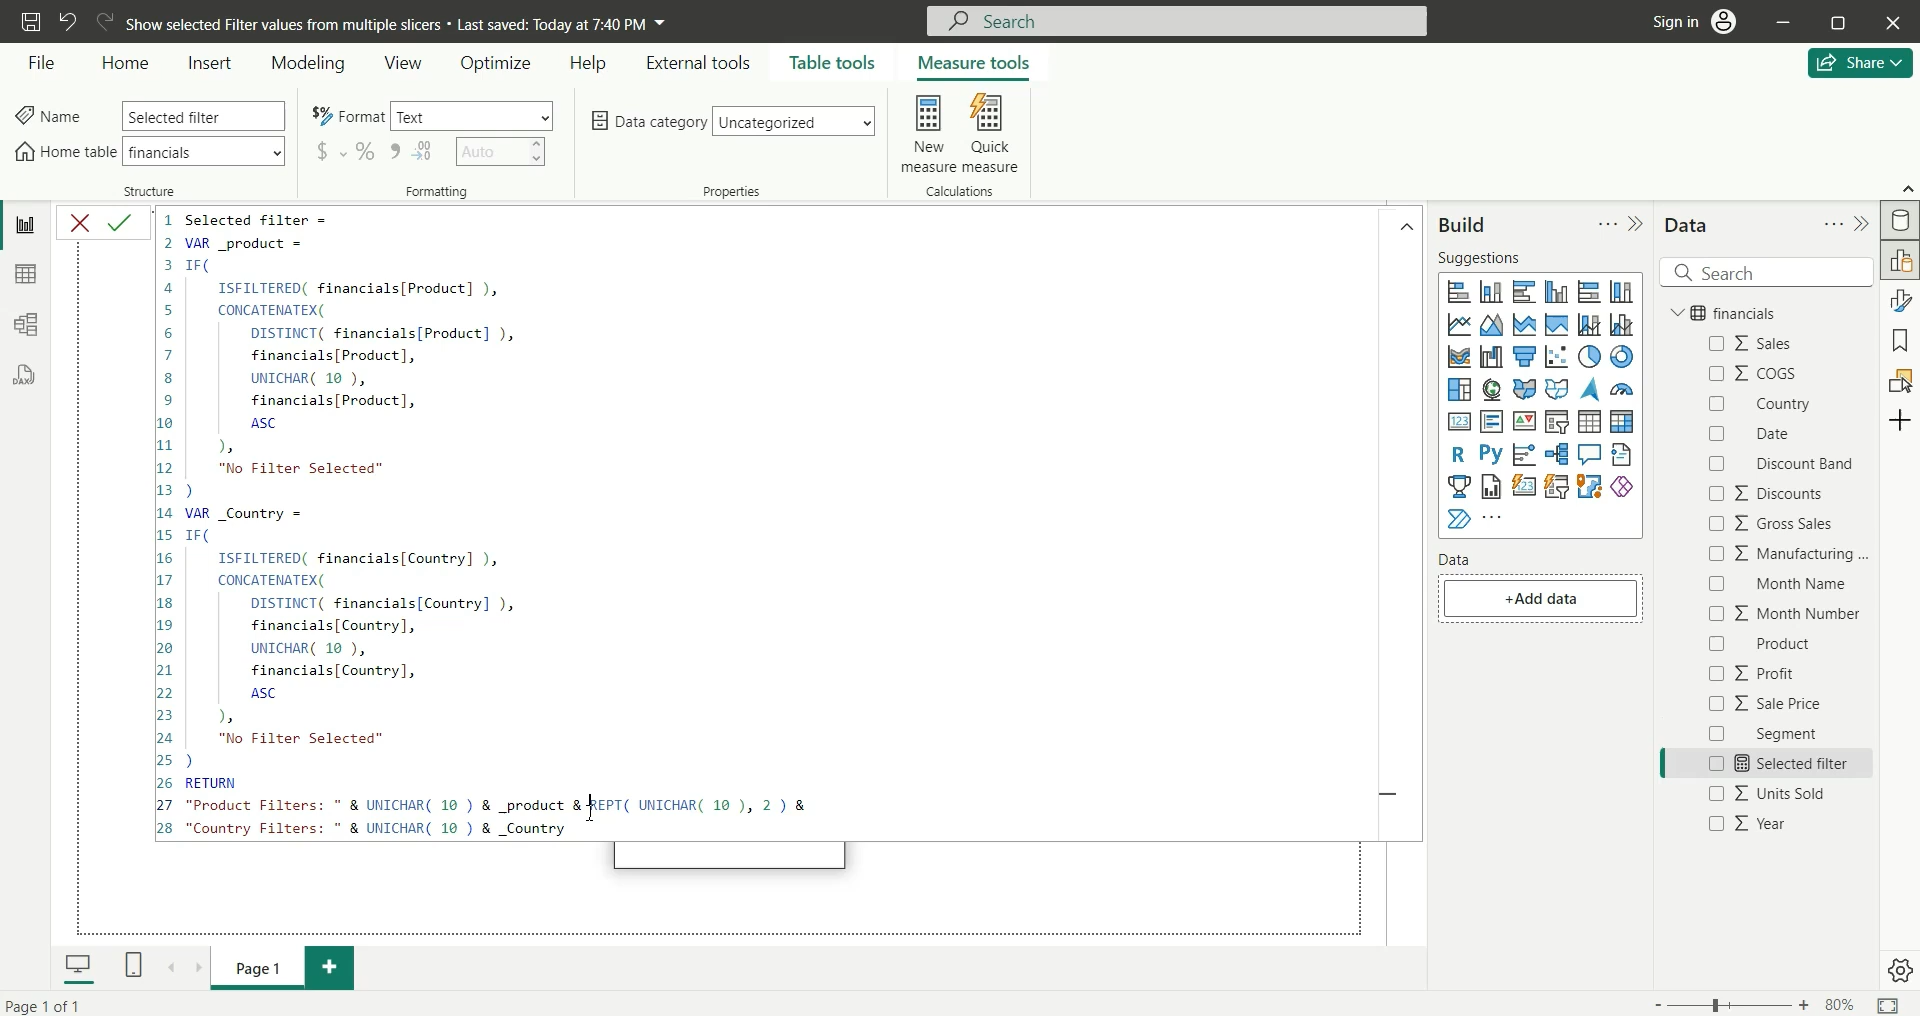 Show selected Filter values from multiple slicers • Last saved: Today at 7:40 PM
Search
Sign in
File Home Insert Modeling View Optimize Help External tools Table tools Measure tools
Share
Name Selected filter
Home table financials
Structure
$% Format Text
$ % 9 .00 Auto
Formatting
Data category Uncategorized
Properties
New measure
Quick measure
Calculations
1 Selected filter =
2 VAR _product =
3 IF(
4 ISFILTERED( financials[Product] ),
5 CONCATENATEX(
6 DISTINCT( financials[Product] ),
7 financials[Product],
8 UNICHAR( 10 ),
9 financials[Product],
10 ASC
11 ),
12 "No Filter Selected"
13 )
14 VAR _Country =
15 IF(
16 ISFILTERED( financials[Country] ),
17 CONCATENATEX(
18 DISTINCT( financials[Country] ),
19 financials[Country],
20 UNICHAR( 10 ),
21 financials[Country],
22 ASC
23 ),
24 "No Filter Selected"
25 )
26 RETURN
27 "Product Filters: " & UNICHAR( 10 ) & _product & REPT( UNICHAR( 10 ), 2 ) &
28 "Country Filters: " & UNICHAR( 10 ) & _Country
DAX
Build
Suggestions
123
R Py
123
Data
+Add data
Data
Search
financials
Σ Sales
Σ COGS
Country
Date
Discount Band
Σ Discounts
Σ Gross Sales
Σ Manufacturing ...
Month Name
Σ Month Number
Product
Σ Profit
Σ Sale Price
Segment
Selected filter
Σ Units Sold
Σ Year
Page 1 +
Page 1 of 1
- + 80%